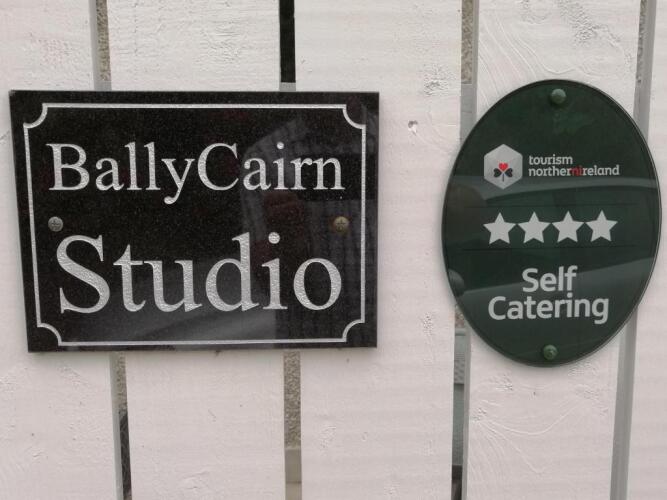 BallyCairn
Studio
tourism
northernireland
Self
Catering